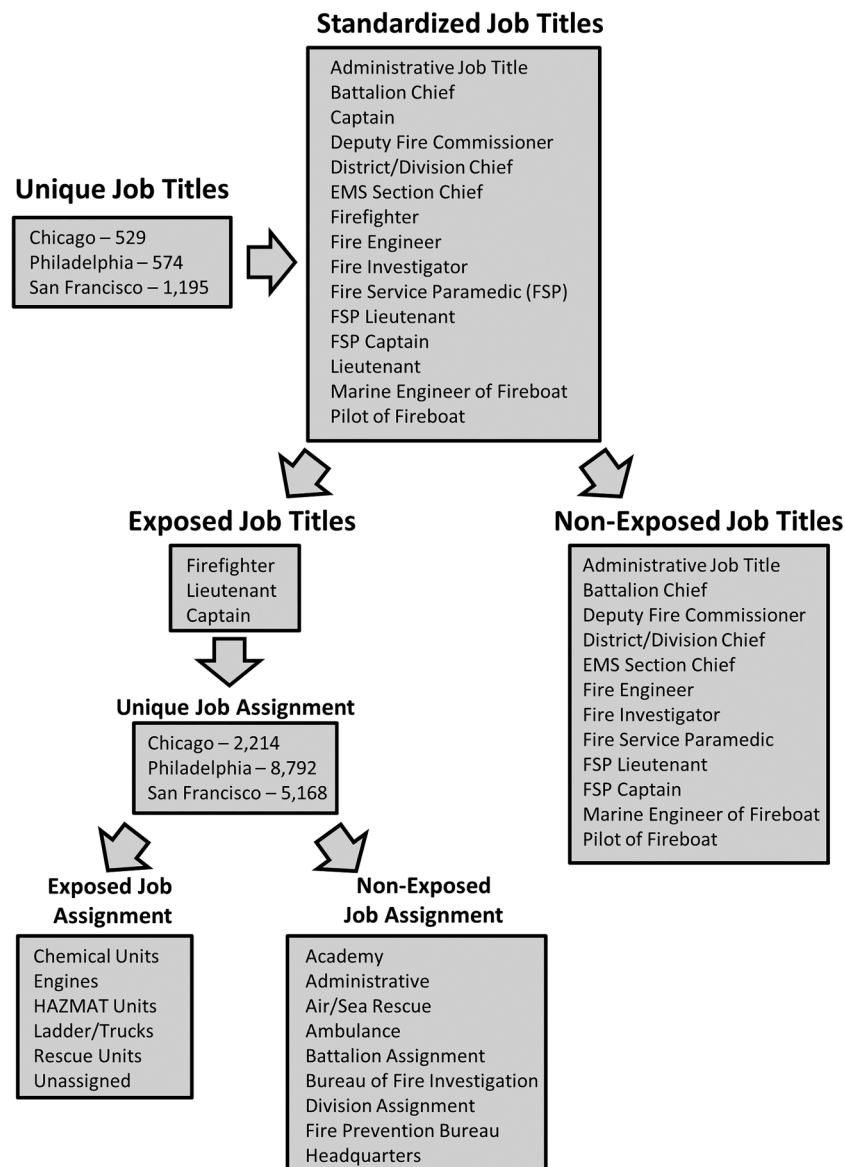 Standardized Job Titles
Administrative Job Title
Battalion Chief
Captain
Deputy Fire Commissioner
District/Division Chief
EMS Section Chief
Firefighter
Fire Engineer
Fire Investigator
Fire Service Paramedic (FSP)
FSP Lieutenant
FSP Captain
Lieutenant
Marine Engineer of Fireboat
Pilot of Fireboat
Unique Job Titles
Chicago – 529
Philadelphia – 574
San Francisco – 1,195
Exposed Job Titles
Firefighter
Lieutenant
Captain
Non-Exposed Job Titles
Administrative Job Title
Battalion Chief
Deputy Fire Commissioner
District/Division Chief
EMS Section Chief
Fire Engineer
Fire Investigator
Fire Service Paramedic
FSP Lieutenant
FSP Captain
Marine Engineer of Fireboat
Pilot of Fireboat
Unique Job Assignment
Chicago – 2,214
Philadelphia – 8,792
San Francisco – 5,168
Exposed Job
Assignment
Chemical Units
Engines
HAZMAT Units
Ladder/Trucks
Rescue Units
Unassigned
Non-Exposed
Job Assignment
Academy
Administrative
Air/Sea Rescue
Ambulance
Battalion Assignment
Bureau of Fire Investigation
Division Assignment
Fire Prevention Bureau
Headquarters